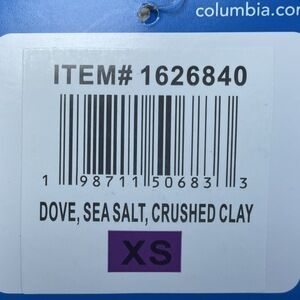 columbia.com
ITEM# 1626840
1 98711 50683 3
DOVE, SEA SALT, CRUSHED CLAY
XS